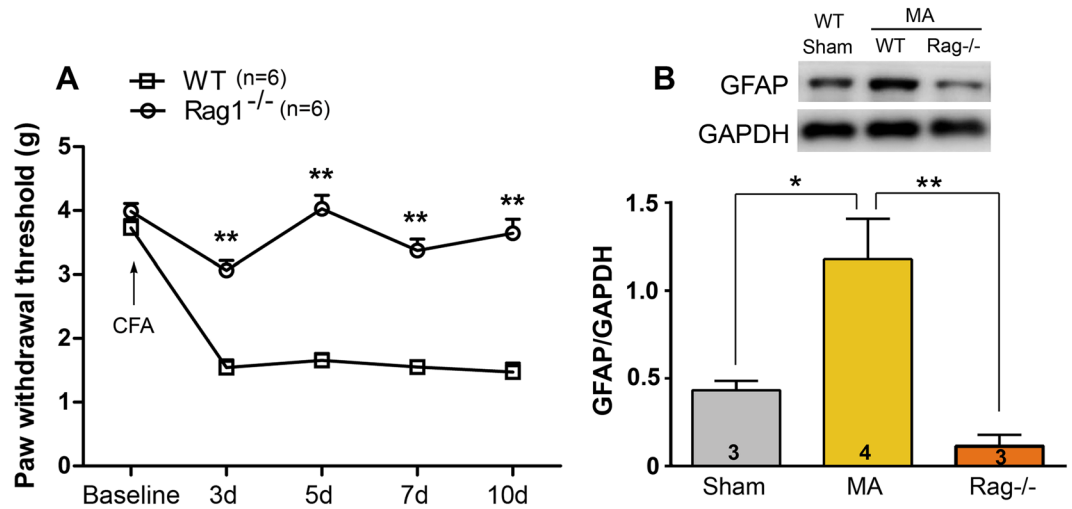 A
WT (n=6)
Rag1-/- (n=6)
Paw withdrawal threshold (g)
5
4
3
2
1
0
** ** ** **
CFA
Baseline 3d 5d 7d 10d
B
WT MA
Sham WT Rag-/-
GFAP
GAPDH
GFAP/GAPDH
1.5
1.0
0.5
0
* **
3 4 3
Sham MA Rag-/-